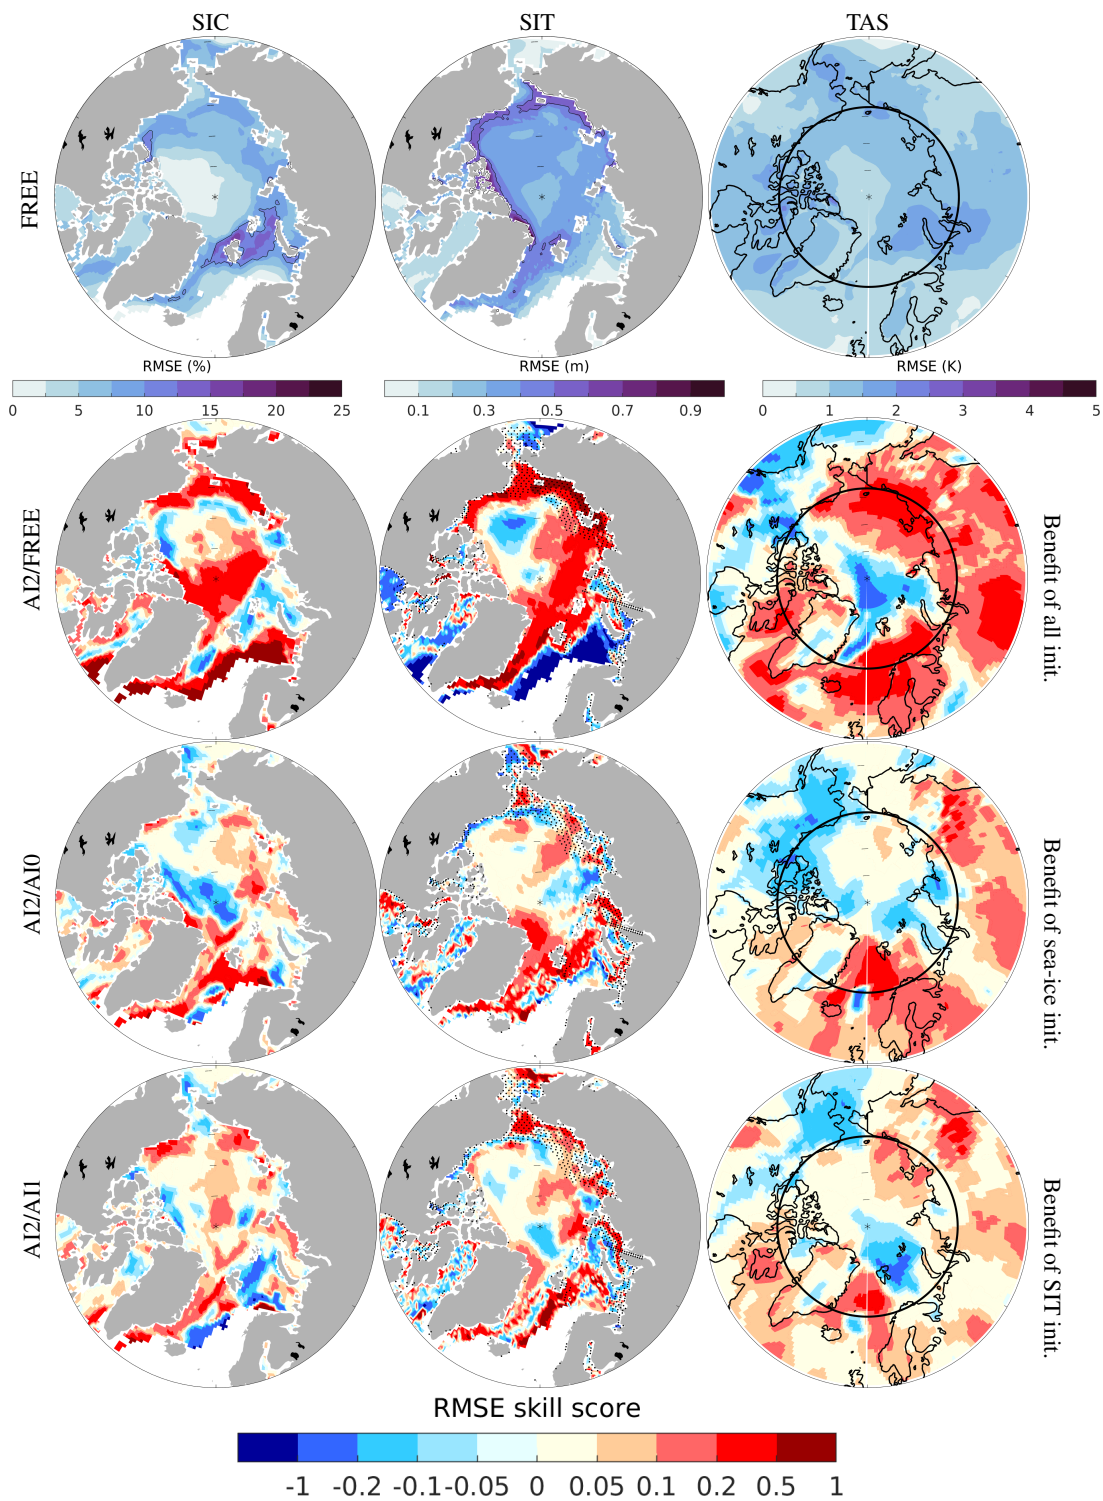 SIC SIT TAS
FREE
RMSE (%) RMSE (m) RMSE (K)
0 5 10 15 20 25 0.1 0.3 0.5 0.7 0.9 0 1 2 3 4 5
AI2/FREE
Benefit of all init.
AI2/AI0
Benefit of sea-ice init.
AI2/AI1
Benefit of SIT init.
RMSE skill score
-1 -0.2 -0.1 -0.05 0 0.05 0.1 0.2 0.5 1